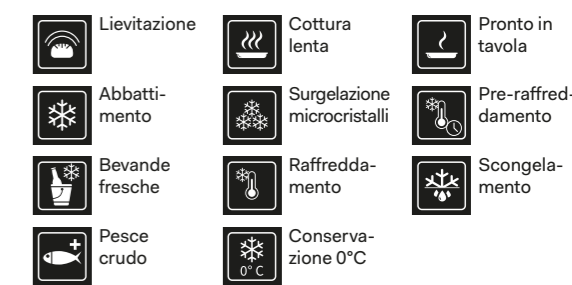 Lievitazione
Cottura
lenta
Pronto in
tavola
Abbatti-
mento
Surgelazione
microcristalli
Pre-raffred-
damento
Bevande
fresche
Raffredda-
mento
Scongela-
mento
Pesce
crudo
0°C
Conserva-
zione 0°C